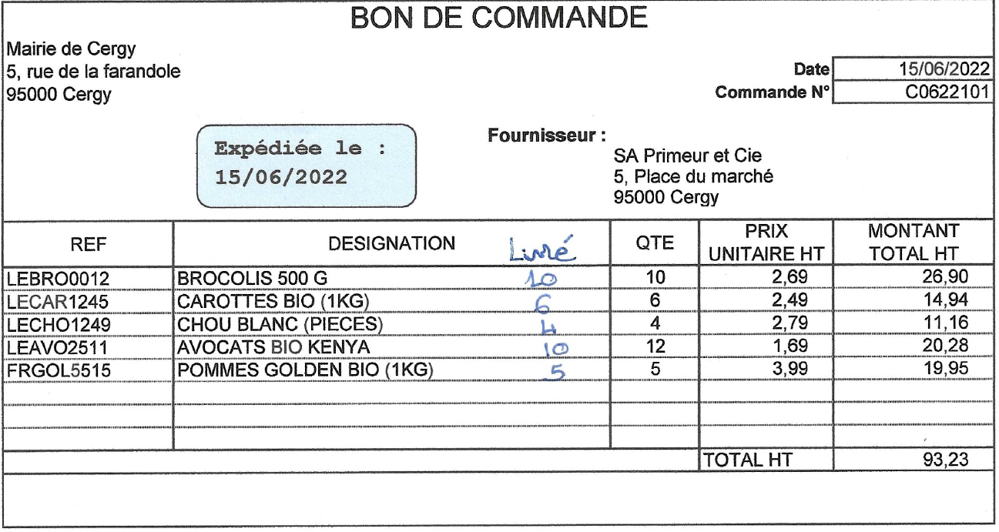 BON DE COMMANDE
Mairie de Cergy
5, rue de la farandole
95000 Cergy
Date 15/06/2022
Commande N° C0622101
Expédiée le :
15/06/2022
Fournisseur :
SA Primeur et Cie
5, Place du marché
95000 Cergy
REF DESIGNATION Livré QTE PRIX UNITAIRE HT MONTANT TOTAL HT
LEBRO0012 BROCOLIS 500 G 10 10 2,69 26,90
LECAR1245 CAROTTES BIO (1KG) 6 6 2,49 14,94
LECHO1249 CHOU BLANC (PIECES) 4 4 2,79 11,16
LEAVO2511 AVOCATS BIO KENYA 10 12 1,69 20,28
FRGOL5515 POMMES GOLDEN BIO (1KG) 5 5 3,99 19,95
TOTAL HT 93,23